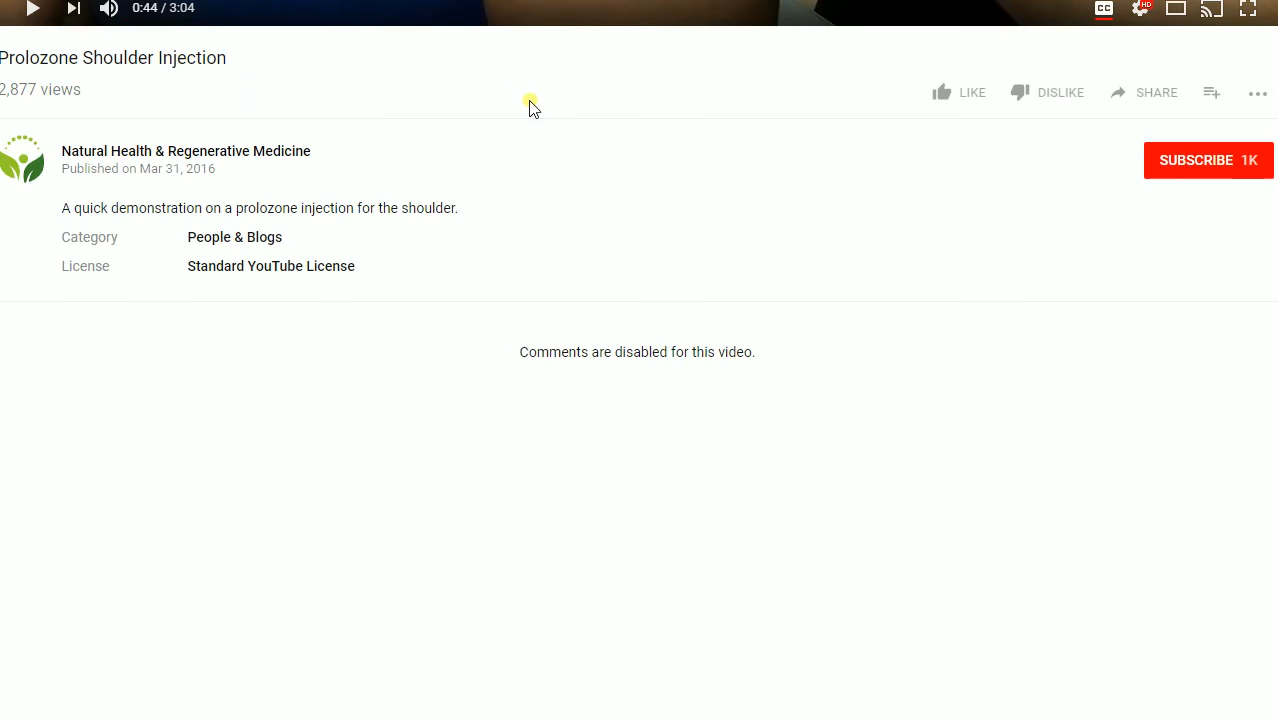 0:44 / 3:04
CC
HD
Prolozone Shoulder Injection
2,877 views
LIKE
DISLIKE
SHARE
Natural Health & Regenerative Medicine
Published on Mar 31, 2016
SUBSCRIBE 1K
A quick demonstration on a prolozone injection for the shoulder.
Category People & Blogs
License Standard YouTube License
Comments are disabled for this video.